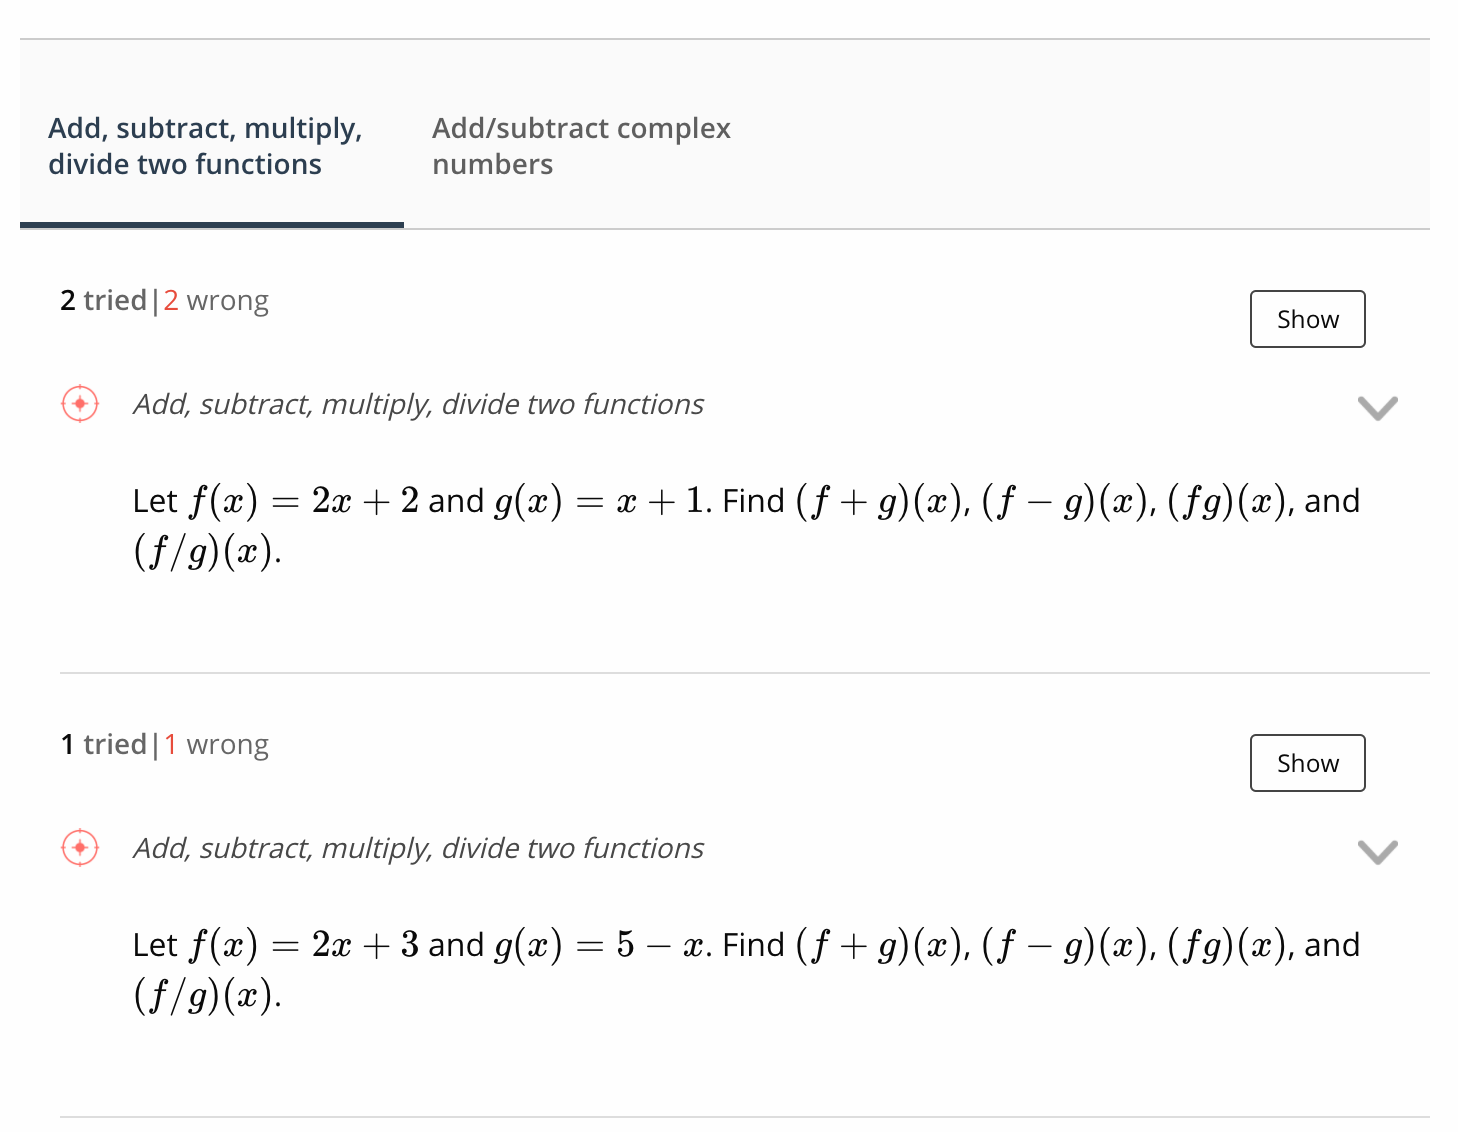 Add, subtract, multiply, divide two functions
Add/subtract complex numbers
2 tried|2 wrong
Show
Add, subtract, multiply, divide two functions
Let f(x) = 2x + 2 and g(x) = x + 1. Find (f + g)(x), (f − g)(x), (fg)(x), and
(f/g)(x).
1 tried|1 wrong
Show
Add, subtract, multiply, divide two functions
Let f(x) = 2x + 3 and g(x) = 5 − x. Find (f + g)(x), (f − g)(x), (fg)(x), and
(f/g)(x).